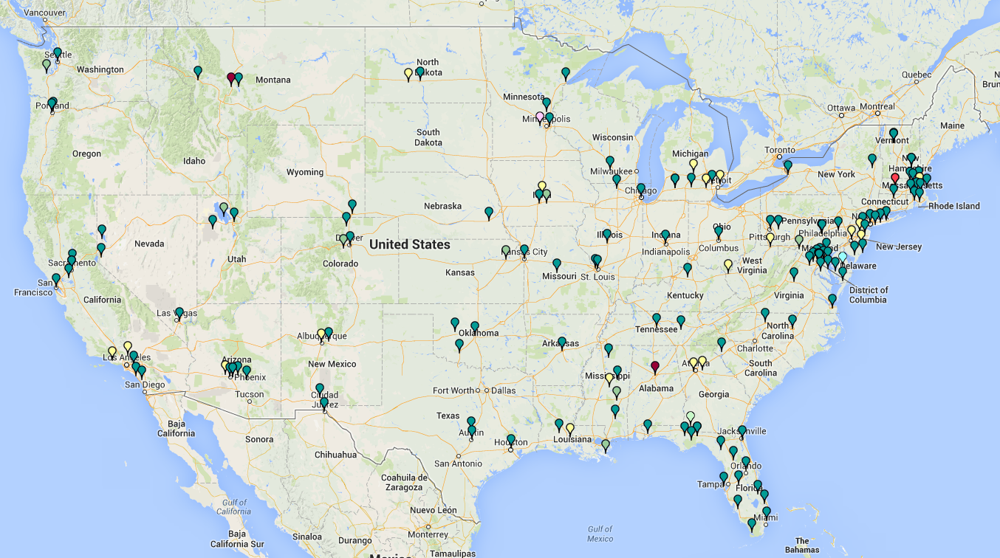 Vancouver
Seattle
Washington
Montana
North
Dakota
Quebec
Minnesota
Ottawa
Montreal
Portland
Minneapolis
Maine
South
Dakota
Wisconsin
Vermont
Oregon
Idaho
Michigan
Toronto
New
Hampshire
Wyoming
Milwaukee
New York
Detroit
Massachusetts
Chicago
Connecticut
Nebraska
Rhode Island
Pennsylvania
Ohio
Illinois
Indiana
Denver
United States
Pittsburgh
Philadelphia
Nevada
Columbus
New Jersey
Indianapolis
Kansas City
Maryland
Utah
Sacramento
Colorado
West
Virginia
Delaware
Kansas
Missouri
St. Louis
San
Francisco
District of
Columbia
California
Kentucky
Virginia
Las Vegas
Tennessee
North
Carolina
Albuquerque
Oklahoma
Arkansas
Charlotte
Los Angeles
Arizona
New Mexico
Atlanta
South
Carolina
Phoenix
Mississippi
San Diego
Fort Worth
Dallas
Alabama
Georgia
Tucson
Ciudad
Juárez
Texas
Baja
California
Sonora
Austin
Jacksonville
Louisiana
Houston
Chihuahua
San Antonio
Orlando
Coahuila de
Zaragoza
Tampa
Florida
Gulf of
California
Nuevo León
Miami
Gulf of
Mexico
Baja
California Sur
Sinaloa
Durango
Monterrey
The
Bahamas
Mexico
Tamaulipas